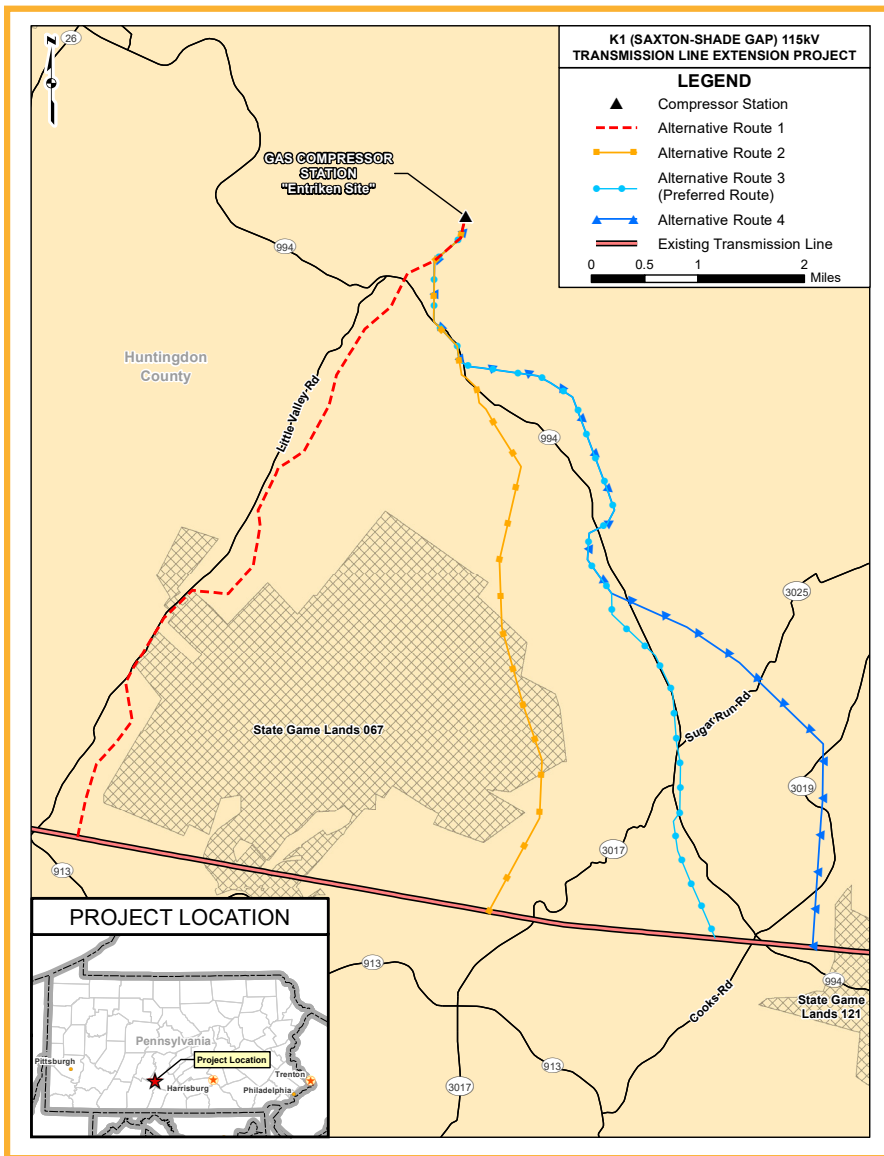 K1 (SAXTON-SHADE GAP) 115kV
TRANSMISSION LINE EXTENSION PROJECT
LEGEND
Compressor Station
Alternative Route 1
Alternative Route 2
Alternative Route 3
(Preferred Route)
Alternative Route 4
Existing Transmission Line
0 0.5 1 2
Miles
26
N
GAS COMPRESSOR
STATION
"Entriken Site"
994
Huntingdon
County
Little Valley Rd
994
3025
State Game Lands 067
Sugar Run Rd
3019
3017
913
913
994
State Game
Lands 121
Cooks Rd
913
3017
PROJECT LOCATION
Pennsylvania
Project Location
Pittsburgh
Harrisburg
Trenton
Philadelphia